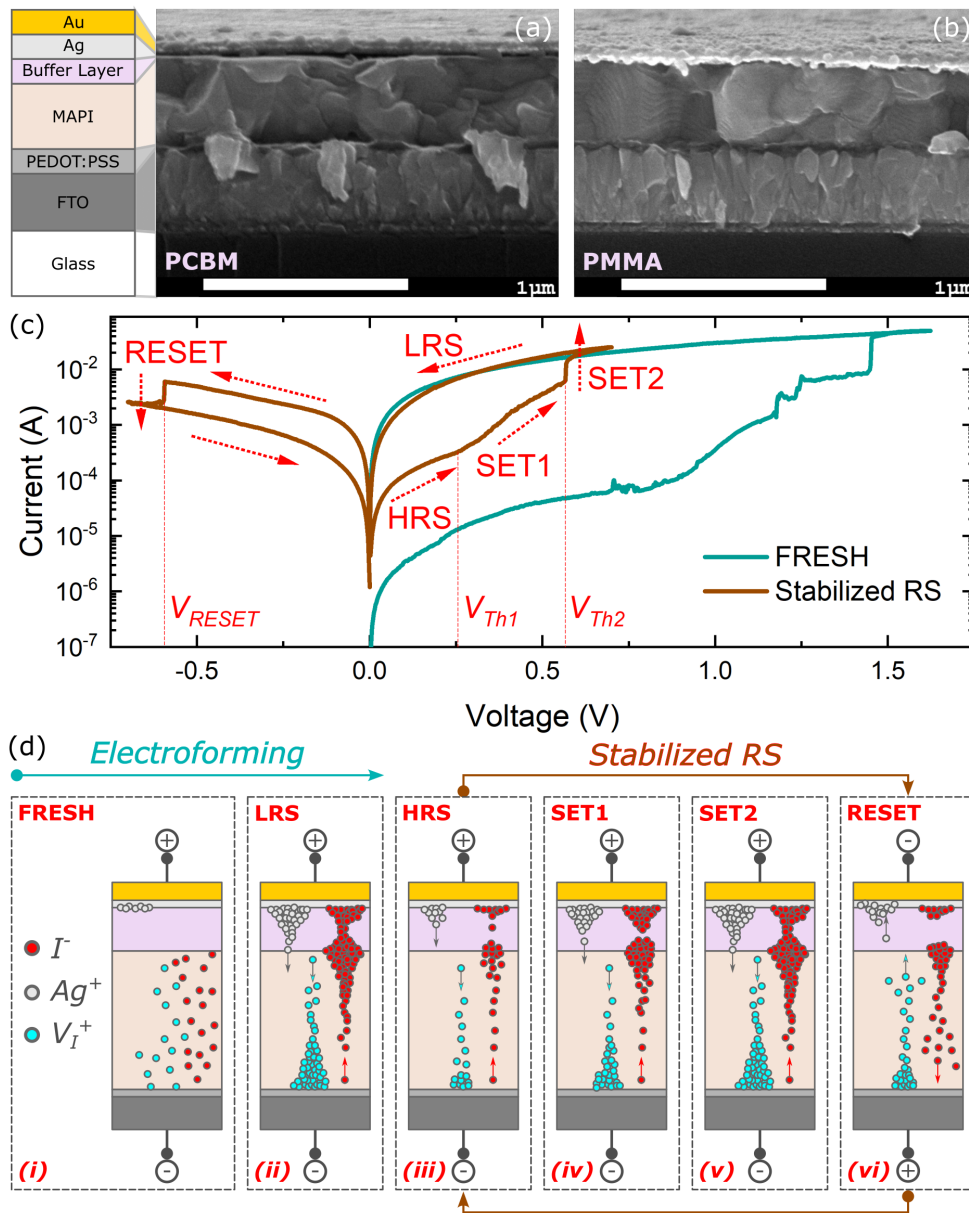 Au
Ag
Buffer Layer
MAPI
PEDOT:PSS
FTO
Glass
(a)
PCBM
1µm
(b)
PMMA
1µm
(c)
RESET
LRS
SET2
SET1
HRS
FRESH
Stabilized RS
V_RESET
V_Th1
V_Th2
Current (A)
10⁻²
10⁻³
10⁻⁴
10⁻⁵
10⁻⁶
10⁻⁷
-0.5 0.0 0.5 1.0 1.5
Voltage (V)
(d)
Electroforming
Stabilized RS
FRESH LRS HRS SET1 SET2 RESET
+ + + + -
I⁻
Ag⁺
V_I⁺
- - - - +
(i) (ii) (iii) (iv) (v) (vi)